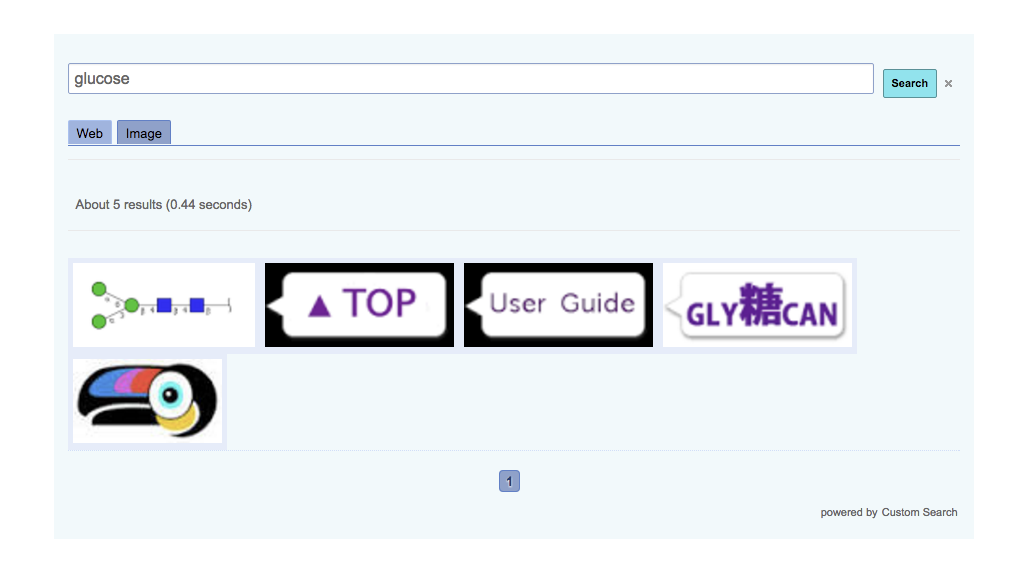 glucose
Search ×
Web Image
About 5 results (0.44 seconds)
▲ TOP
User Guide
GLY糖CAN
1
powered by Custom Search